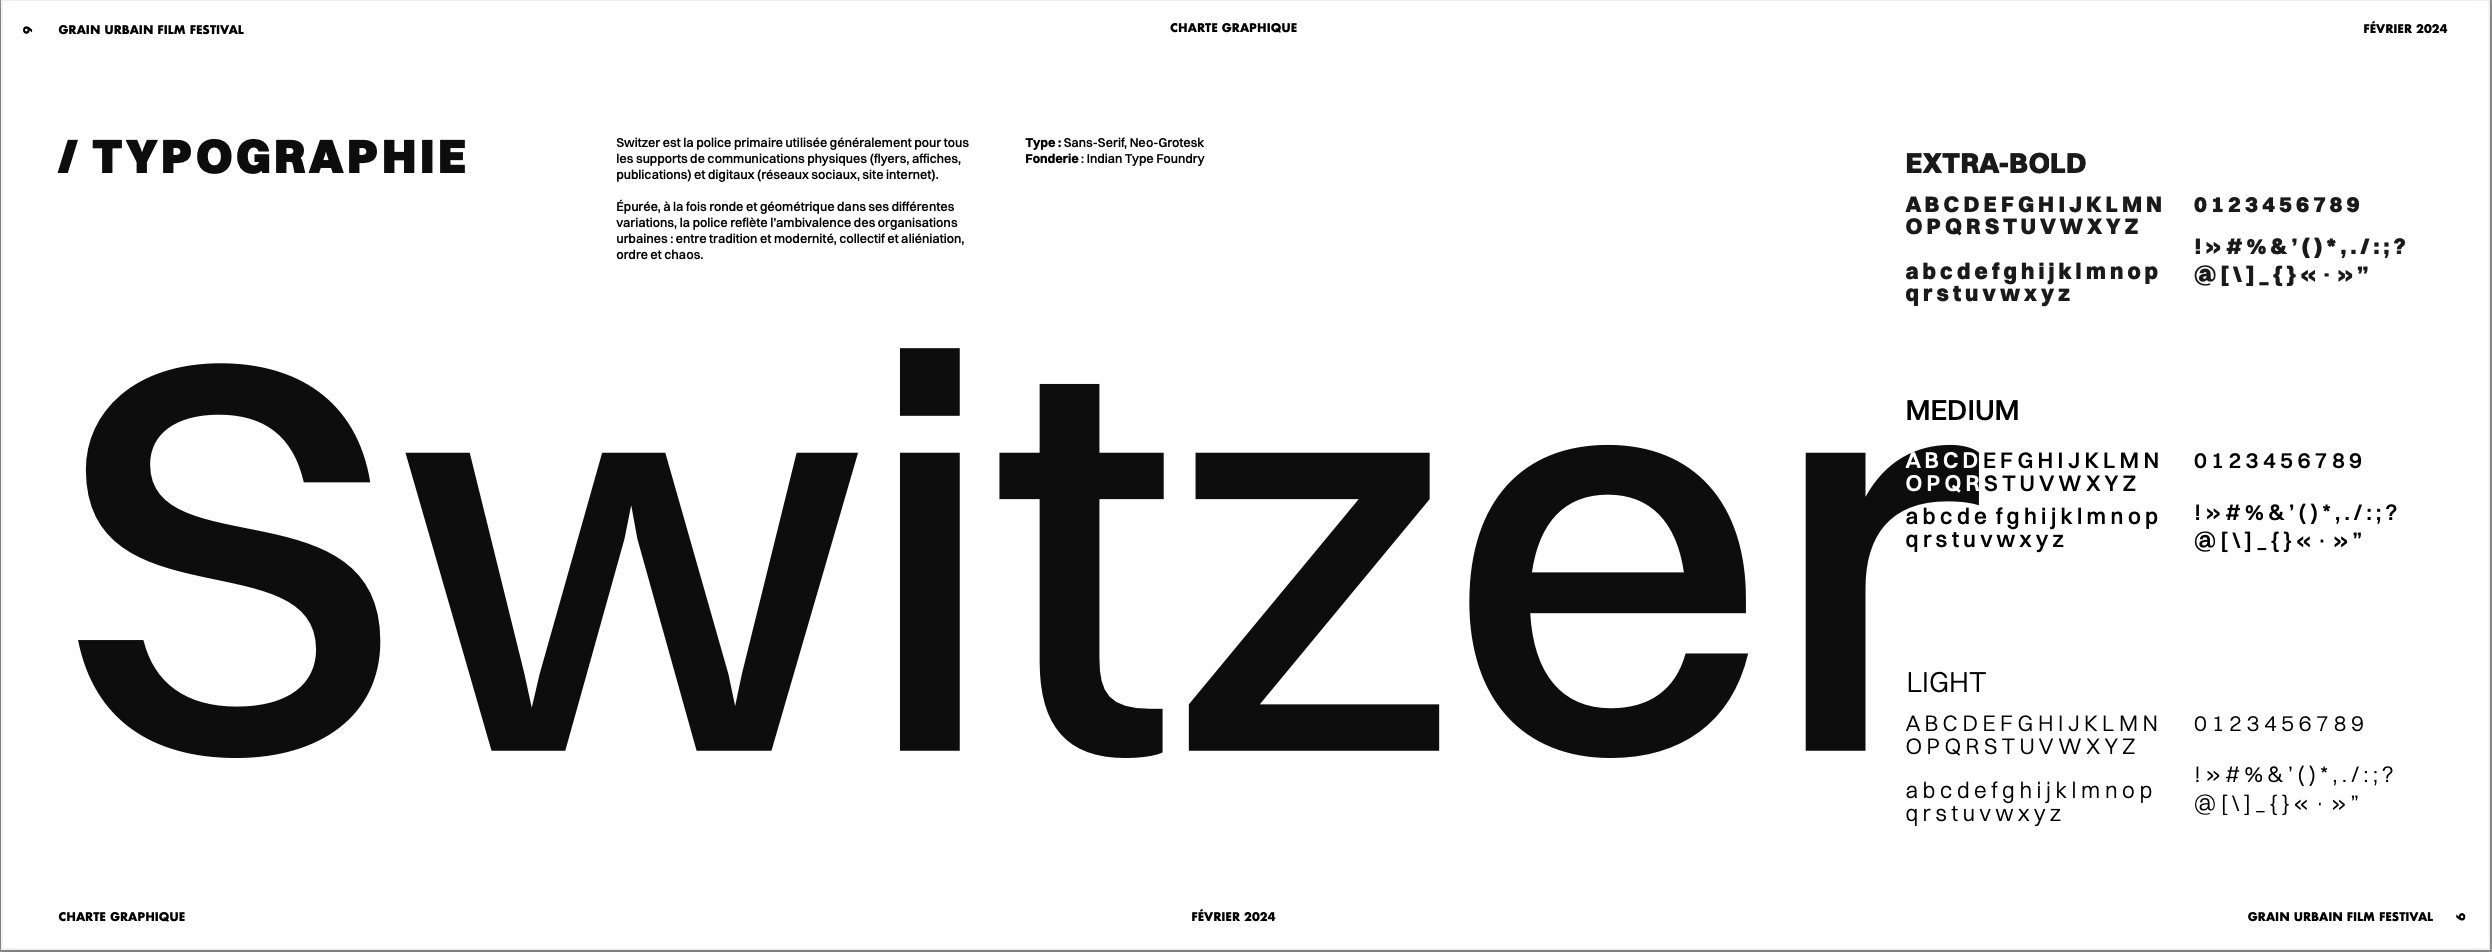 9 GRAIN URBAIN FILM FESTIVAL
CHARTE GRAPHIQUE
FÉVRIER 2024
/ TYPOGRAPHIE
Switzer est la police primaire utilisée généralement pour tous
les supports de communications physiques (flyers, affiches,
publications) et digitaux (réseaux sociaux, site internet).
Épurée, à la fois ronde et géométrique dans ses différentes
variations, la police reflète l’ambivalence des organisations
urbaines : entre tradition et modernité, collectif et aliénation,
ordre et chaos.
Type : Sans-Serif, Neo-Grotesk
Fonderie : Indian Type Foundry
Switzer
EXTRA-BOLD
ABCDEFGHIJKLMN
OPQRSTUVWXYZ
abcdefghijklmnop
qrstuvwxyz
0123456789
!»#%&’()*,./:;?
@[\]_{}«·»”
MEDIUM
ABCDEFGHIJKLMN
OPQRSTUVWXYZ
abcde fghijklmnop
qrstuvwxyz
0123456789
!»#%&’()*,./:;?
@[\]_{}«·»”
LIGHT
ABCDEFGHIJKLMN
OPQRSTUVWXYZ
abcdefghijklmnop
qrstuvwxyz
0123456789
!»#%&’()*,./:;?
@[\]_{}«·»”
CHARTE GRAPHIQUE
FÉVRIER 2024
GRAIN URBAIN FILM FESTIVAL 9